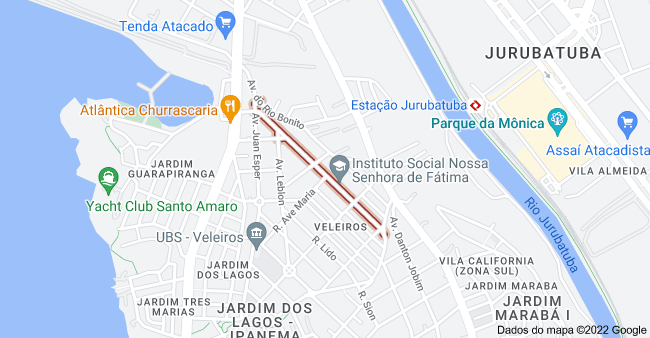 Tenda Atacado
JURUBATUBA
Av. do Rio Bonito
Estação Jurubatuba
Atlântica Churrascaria
Parque da Mônica
Av. Juan Esper
Assaí Atacadista
Av. Leblon
JARDIM
GUARAPIRANGA
Instituto Social Nossa
Senhora de Fátima
VILA ALMEIDA
Yacht Club Santo Amaro
R. Ave Maria
Rio Jurubatuba
UBS - Veleiros
VELEIROS
Av. Danton Jobim
R. Lido
JARDIM
DOS LAGOS
VILA CALIFORNIA
(ZONA SUL)
JARDIM TRES
MARIAS
R. Sion
JARDIM MARABA
JARDIM DOS
LAGOS -
IPANEMA
JARDIM
MARABÁ I
Dados do mapa ©2022 Google